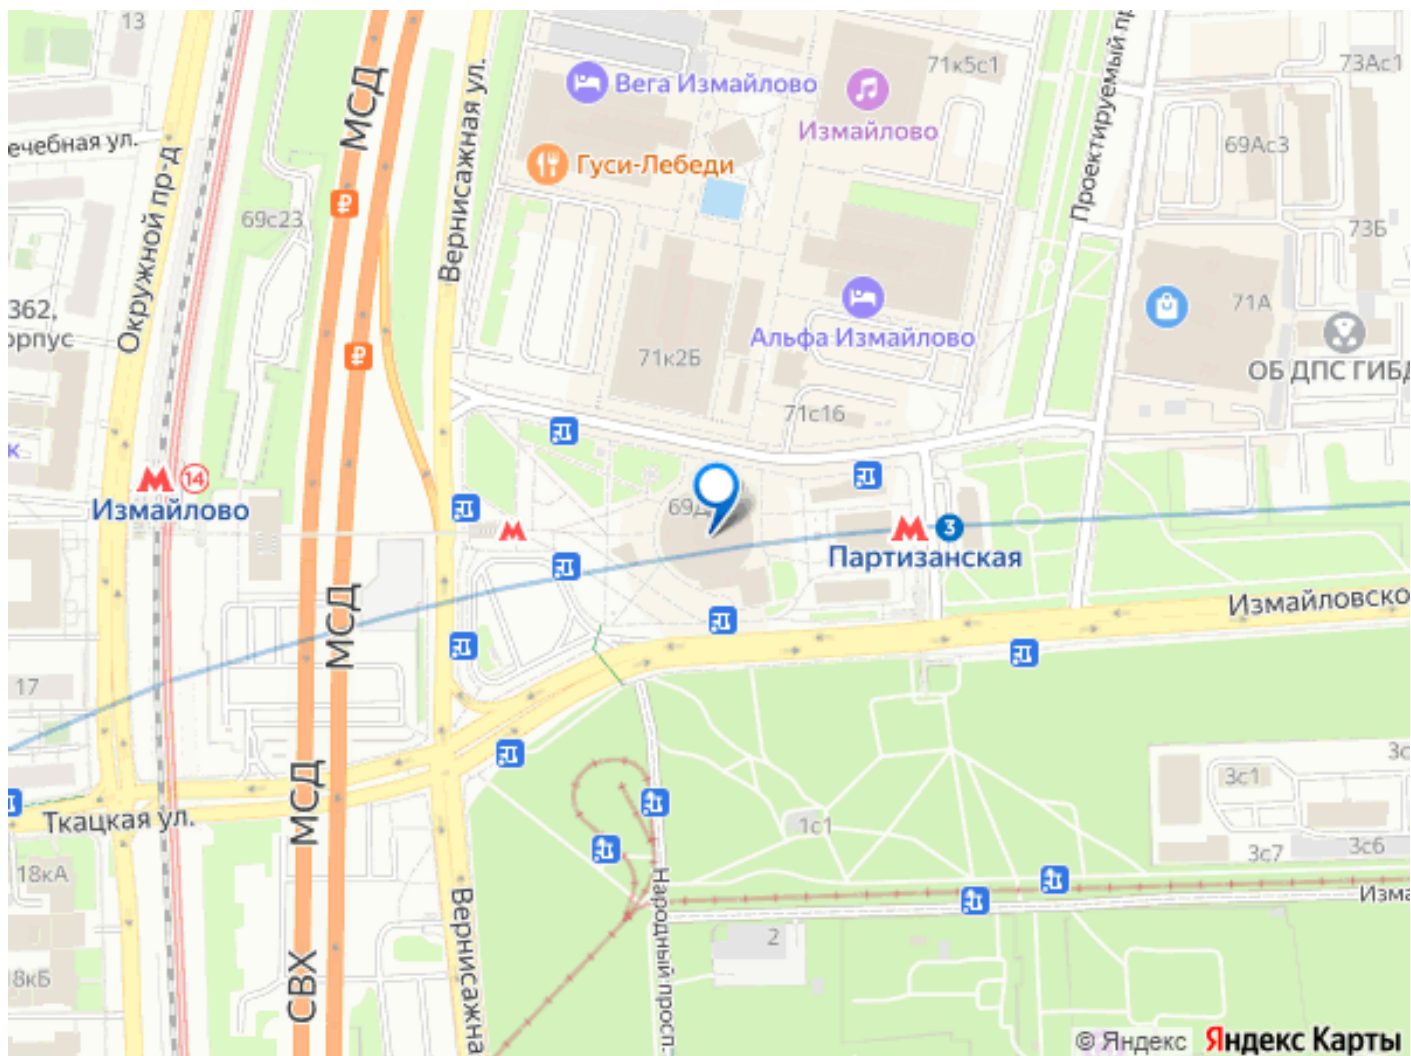 13
МСД
Вернисажная ул.
Вега Измайлово
71к5с1
Проектируемый пр
73Ас1
Измайлово
ечебная ул.
Окружной пр-д
Гуси-Лебеди
69Ас3
69с23
73Б
362,
орпус
71А
Альфа Измайлово
71к2Б
ОБ ДПС ГИБД
71с16
к
14
Измайлово
69Д
3
Партизанская
МСД
Измайловско
17
МСД
Ткацкая ул.
1с1
3с1
3с
3с7
3с6
18кА
Народный просп.
Изма
Вернисажна
2
18кБ
СВХ
© Яндекс Яндекс Карты